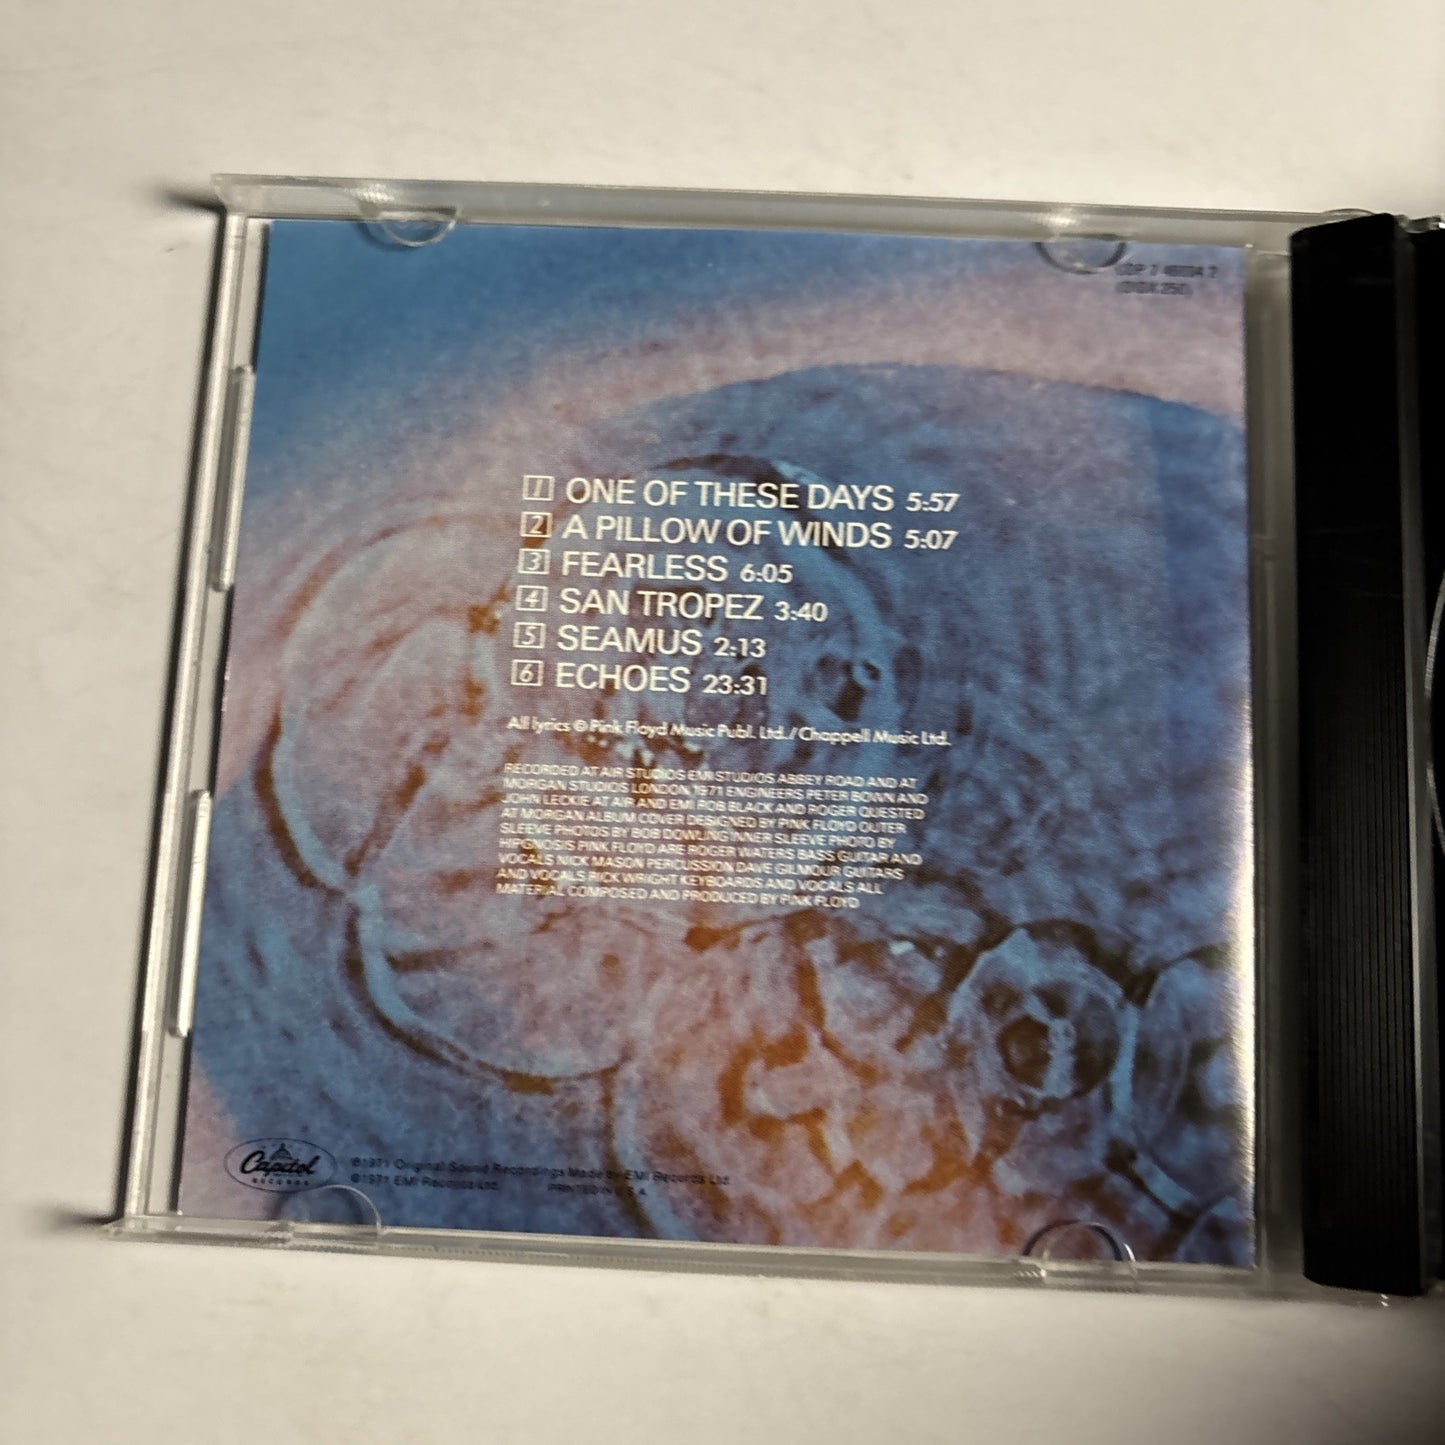 CDP 7 46034 2
(DIDX 250)
1 ONE OF THESE DAYS 5:57
2 A PILLOW OF WINDS 5:07
3 FEARLESS 6:05
4 SAN TROPEZ 3:40
5 SEAMUS 2:13
6 ECHOES 23:31
All lyrics © Pink Floyd Music Publ. Ltd./Chappell Music Ltd.
RECORDED AT AIR STUDIOS EMI STUDIOS ABBEY ROAD AND AT
MORGAN STUDIOS LONDON 1971 ENGINEERS PETER BOWN AND
JOHN LECKIE AT AIR AND EMI ROB BLACK AND ROGER QUESTED
AT MORGAN ALBUM COVER DESIGNED BY PINK FLOYD OUTER
SLEEVE PHOTOS BY BOB DOWLING INNER SLEEVE PHOTO BY
HIPGNOSIS PINK FLOYD ARE ROGER WATERS BASS GUITAR AND
VOCALS NICK MASON PERCUSSION DAVE GILMOUR GUITARS
AND VOCALS RICK WRIGHT KEYBOARDS AND VOCALS ALL
MATERIAL COMPOSED AND PRODUCED BY PINK FLOYD
Capitol
RECORDS
℗1971 Original Sound Recordings Made by EMI Records Ltd.
©1971 EMI Records Ltd. PRINTED IN U.S.A.